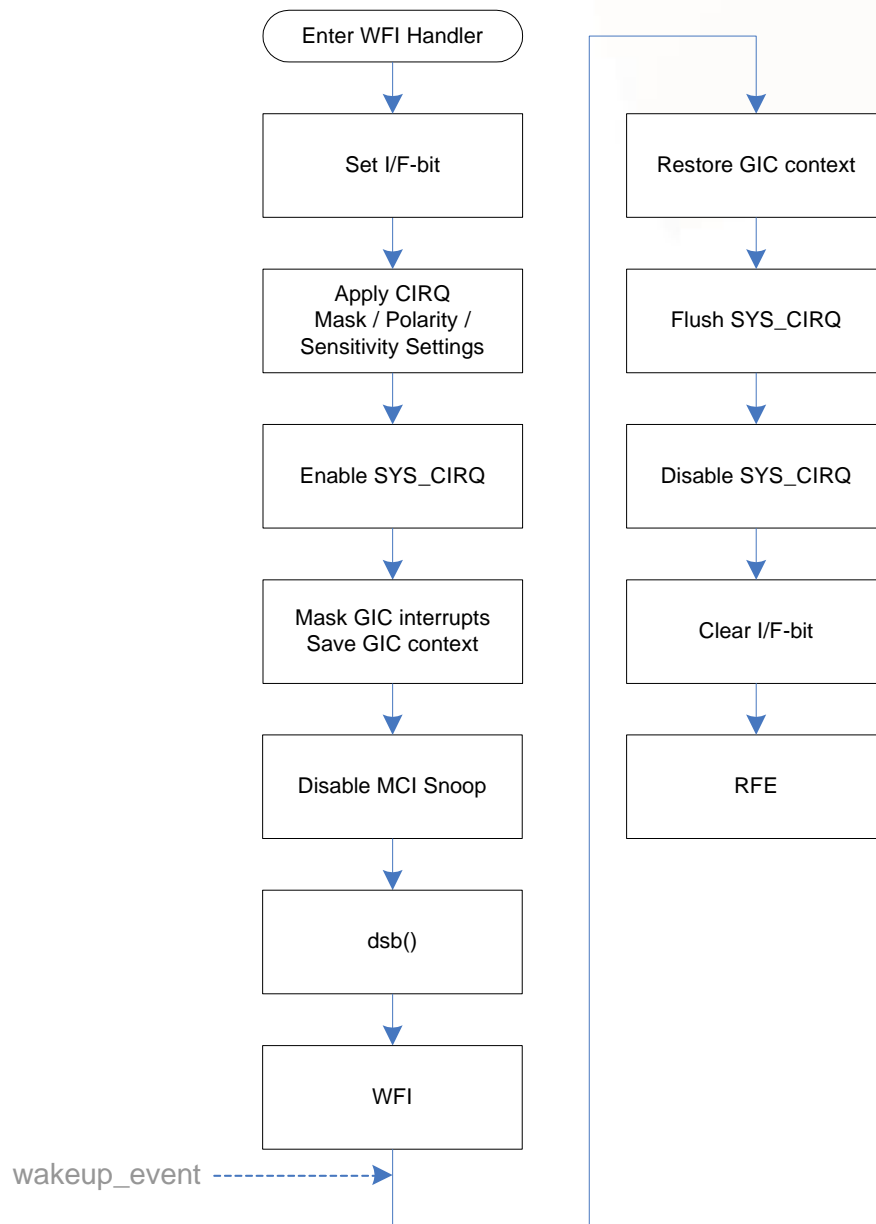 Enter WFI Handler
Set I/F-bit
Apply CIRQ
Mask / Polarity /
Sensitivity Settings
Enable SYS_CIRQ
Mask GIC interrupts
Save GIC context
Disable MCI Snoop
dsb()
WFI
wakeup_event
Restore GIC context
Flush SYS_CIRQ
Disable SYS_CIRQ
Clear I/F-bit
RFE